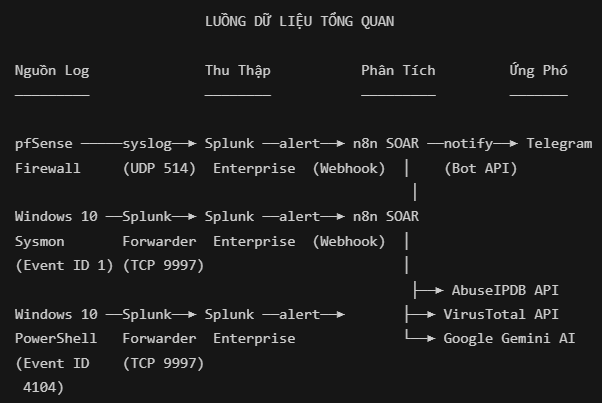 LUỒNG DỮ LIỆU TỔNG QUAN
Nguồn Log Thu Thập Phân Tích Ứng Phó
pfSense ─────syslog─► Splunk ──alert──► n8n SOAR ──notify──► Telegram
Firewall (UDP 514) Enterprise (Webhook) │ (Bot API)
│
Windows 10 ──Splunk──► Splunk ──alert──► n8n SOAR
Sysmon Forwarder Enterprise (Webhook) │
(Event ID 1) (TCP 9997) │
├──► AbuseIPDB API
Windows 10 ──Splunk──► Splunk ──alert──► ├──► VirusTotal API
PowerShell Forwarder Enterprise └──► Google Gemini AI
(Event ID (TCP 9997)
4104)